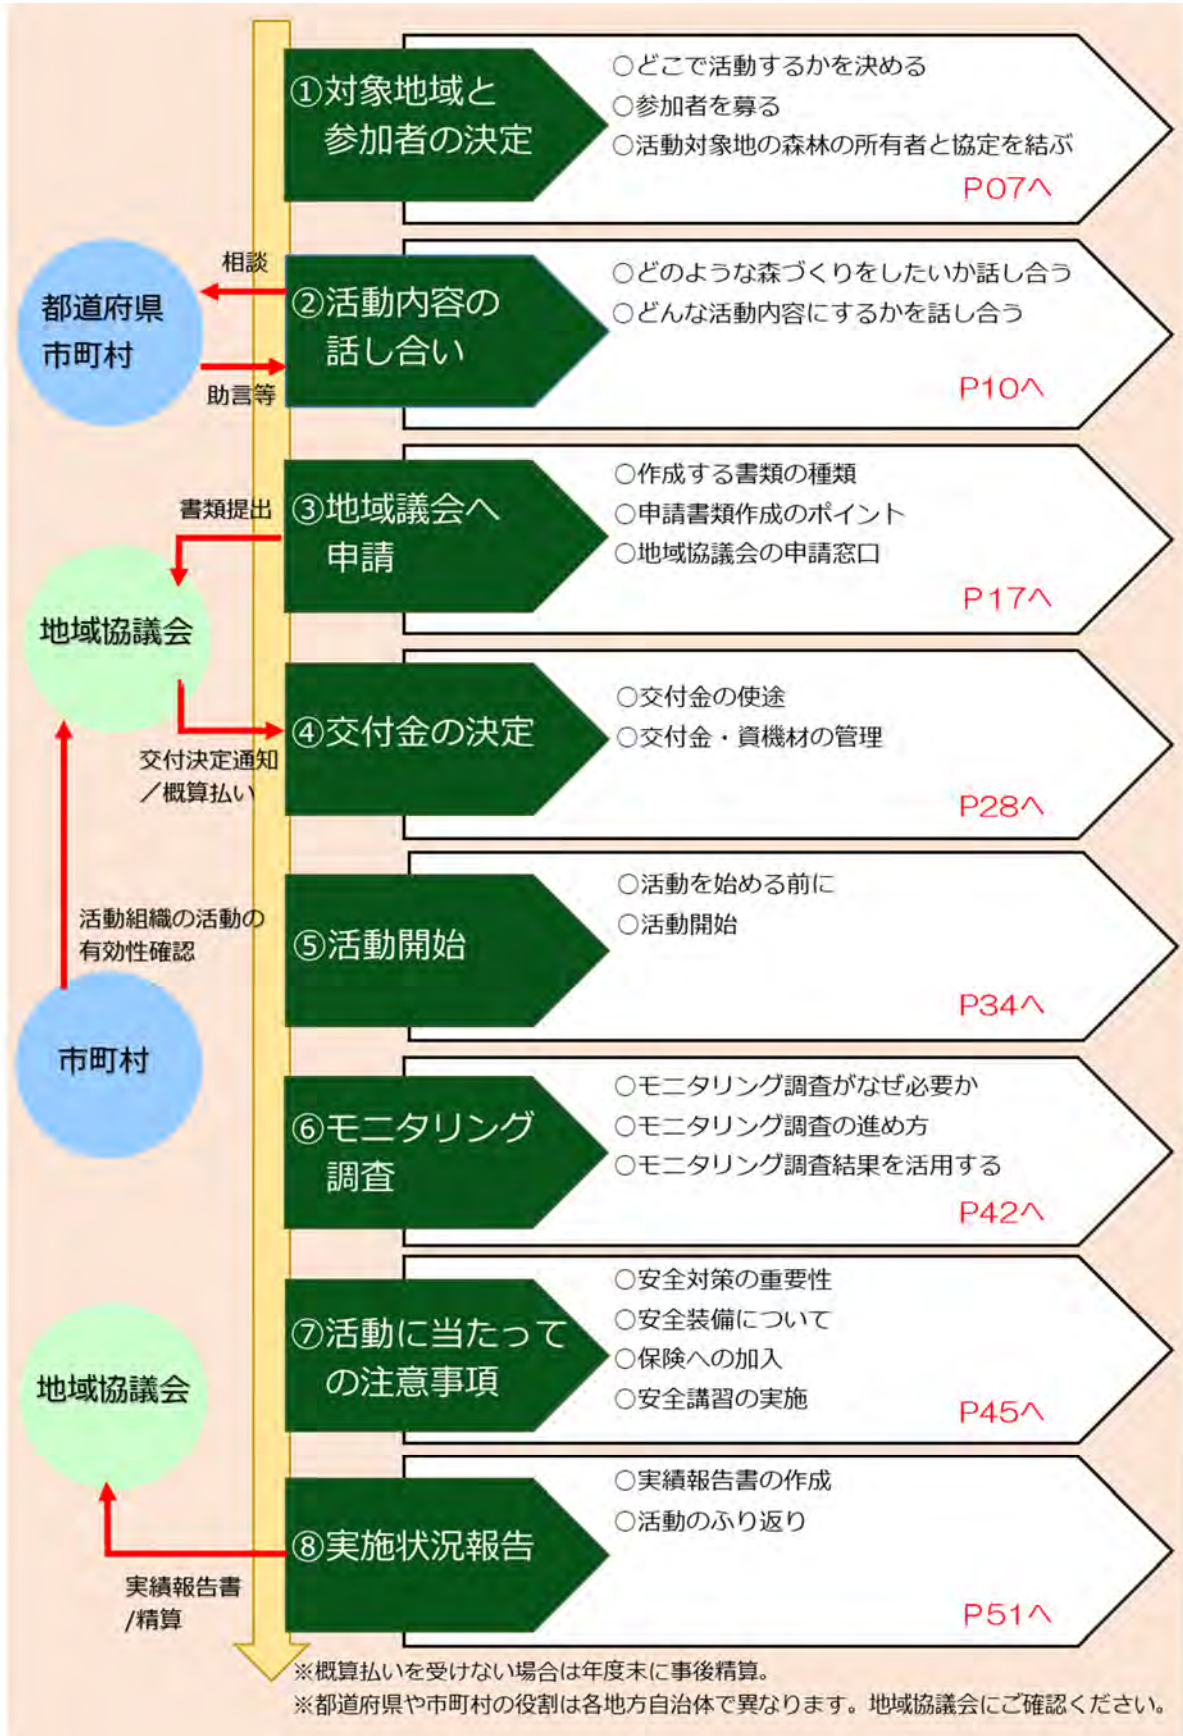 ①対象地域と
参加者の決定
○どこで活動するかを決める
○参加者を募る
○活動対象地の森林の所有者と協定を結ぶ
P07へ
相談
都道府県
市町村
助言等
②活動内容の
話し合い
○どのような森づくりをしたいか話し合う
○どんな活動内容にするかを話し合う
P10へ
書類提出
③地域議会へ
申請
○作成する書類の種類
○申請書類作成のポイント
○地域協議会の申請窓口
P17へ
地域協議会
④交付金の決定
○交付金の使途
○交付金・資機材の管理
P28へ
交付決定通知
／概算払い
⑤活動開始
○活動を始める前に
○活動開始
P34へ
活動組織の活動の
有効性確認
市町村
⑥モニタリング
調査
○モニタリング調査がなぜ必要か
○モニタリング調査の進め方
○モニタリング調査結果を活用する
P42へ
⑦活動に当たって
の注意事項
○安全対策の重要性
○安全装備について
○保険への加入
○安全講習の実施
P45へ
地域協議会
⑧実施状況報告
○実績報告書の作成
○活動のふり返り
P51へ
実績報告書
/精算
※概算払いを受けない場合は年度末に事後精算。
※都道府県や市町村の役割は各地方自治体で異なります。地域協議会にご確認ください。